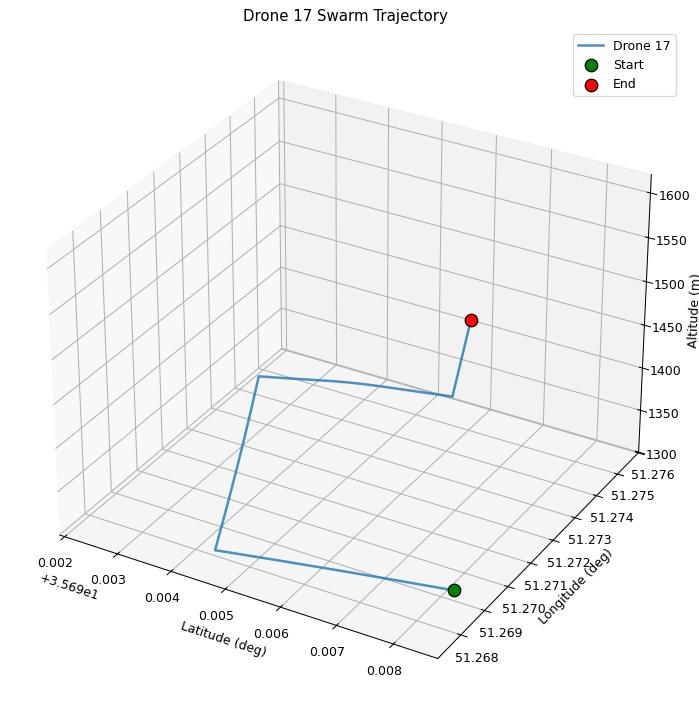 Drone 17 Swarm Trajectory
Drone 17
Start
End
1600
1550
1500
1450
1400
1350
1300
Altitude (m)
51.276
51.275
51.274
51.273
51.272
51.271
51.270
51.269
51.268
Longitude (deg)
0.002
0.003
0.004
0.005
0.006
0.007
0.008
+3.569e1
Latitude (deg)